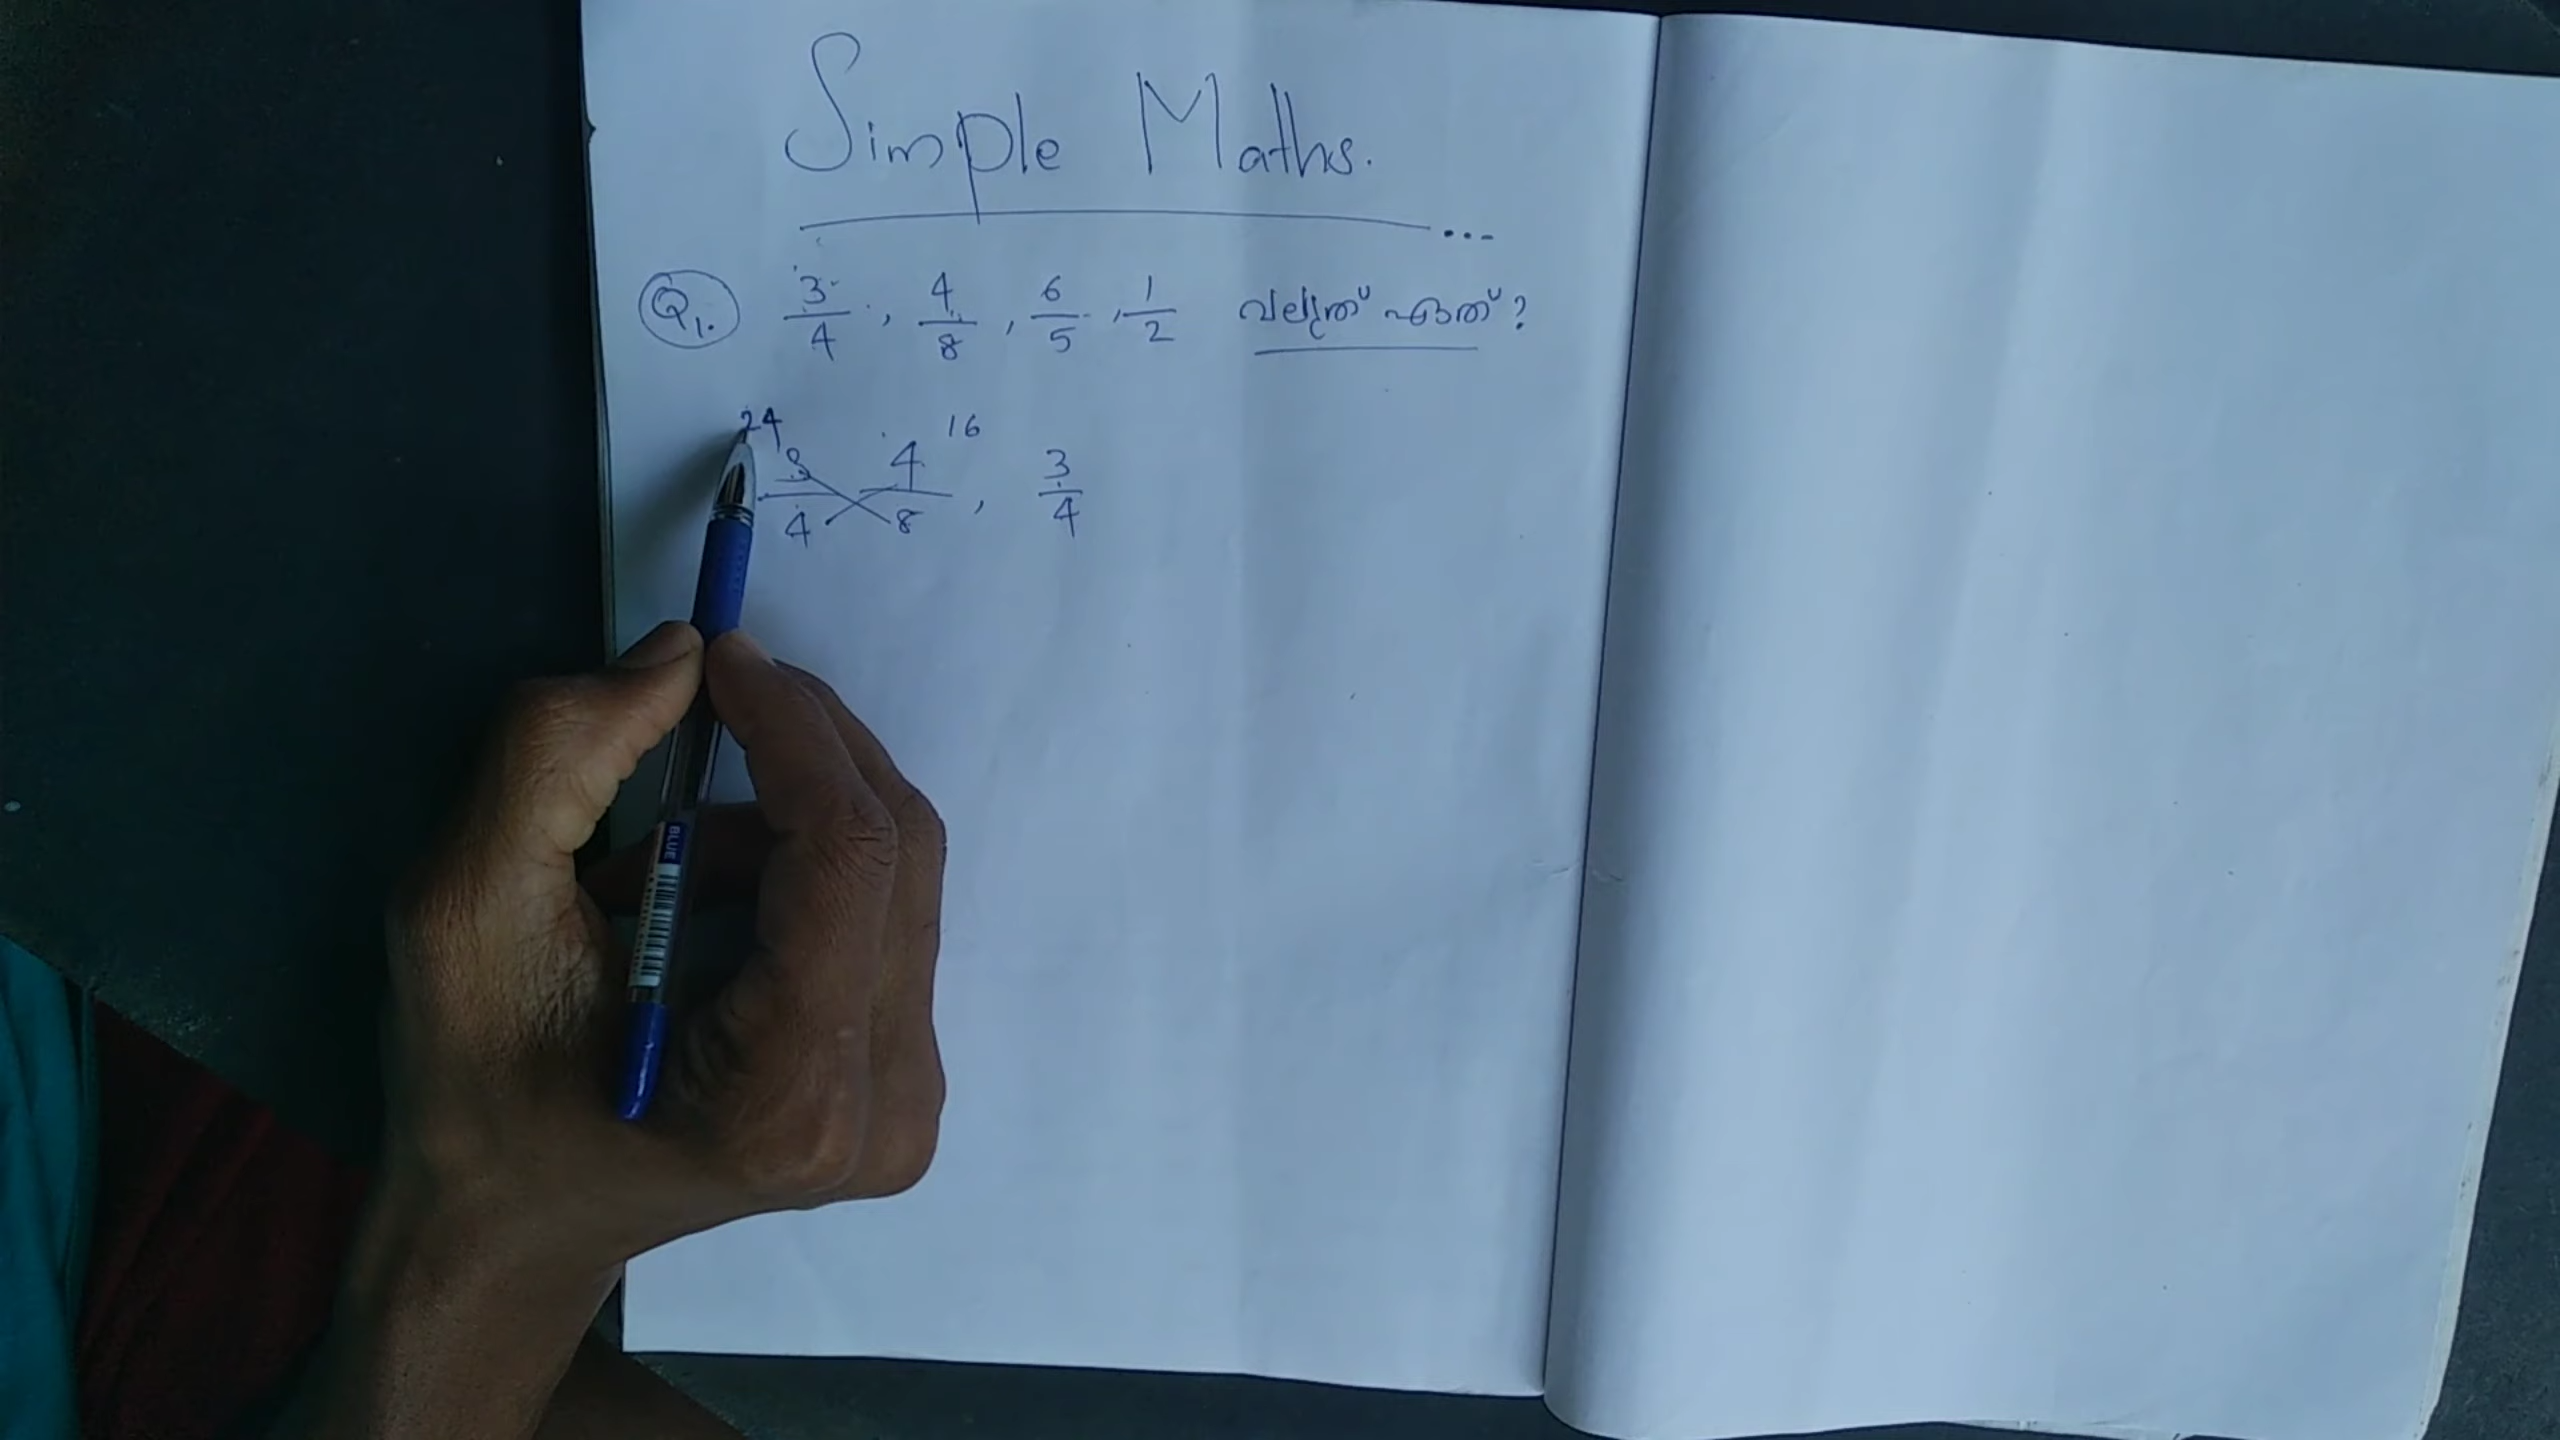 Simple Maths.
...
Q1. 3/4, 4/8, 6/5, 1/2 വലുത് ഏത്?
24 16
3/4 4/8, 3/4
BLUE